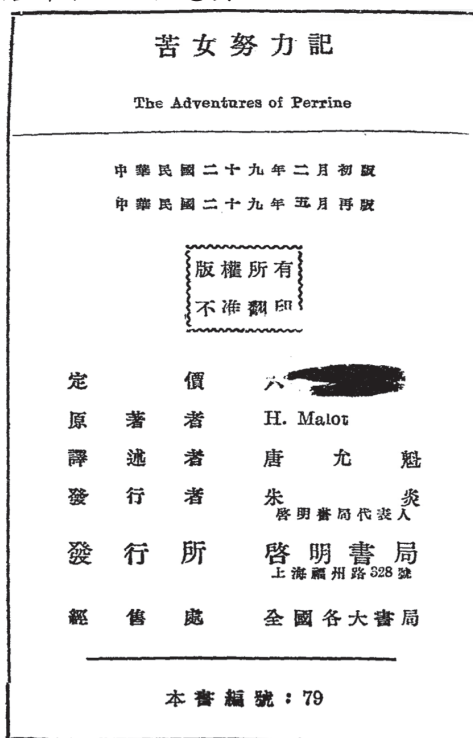 苦女努力記
The Adventures of Perrine
中華民國二十九年二月初版
中華民國二十九年五月再版
版權所有
不准翻印
定價 六
原著者 H. Malot
譯述者 唐允魁
發行者 朱炎
啓明書局代表人
發行所 啓明書局
上海福州路328號
經售處 全國各大書局
本書編號：79